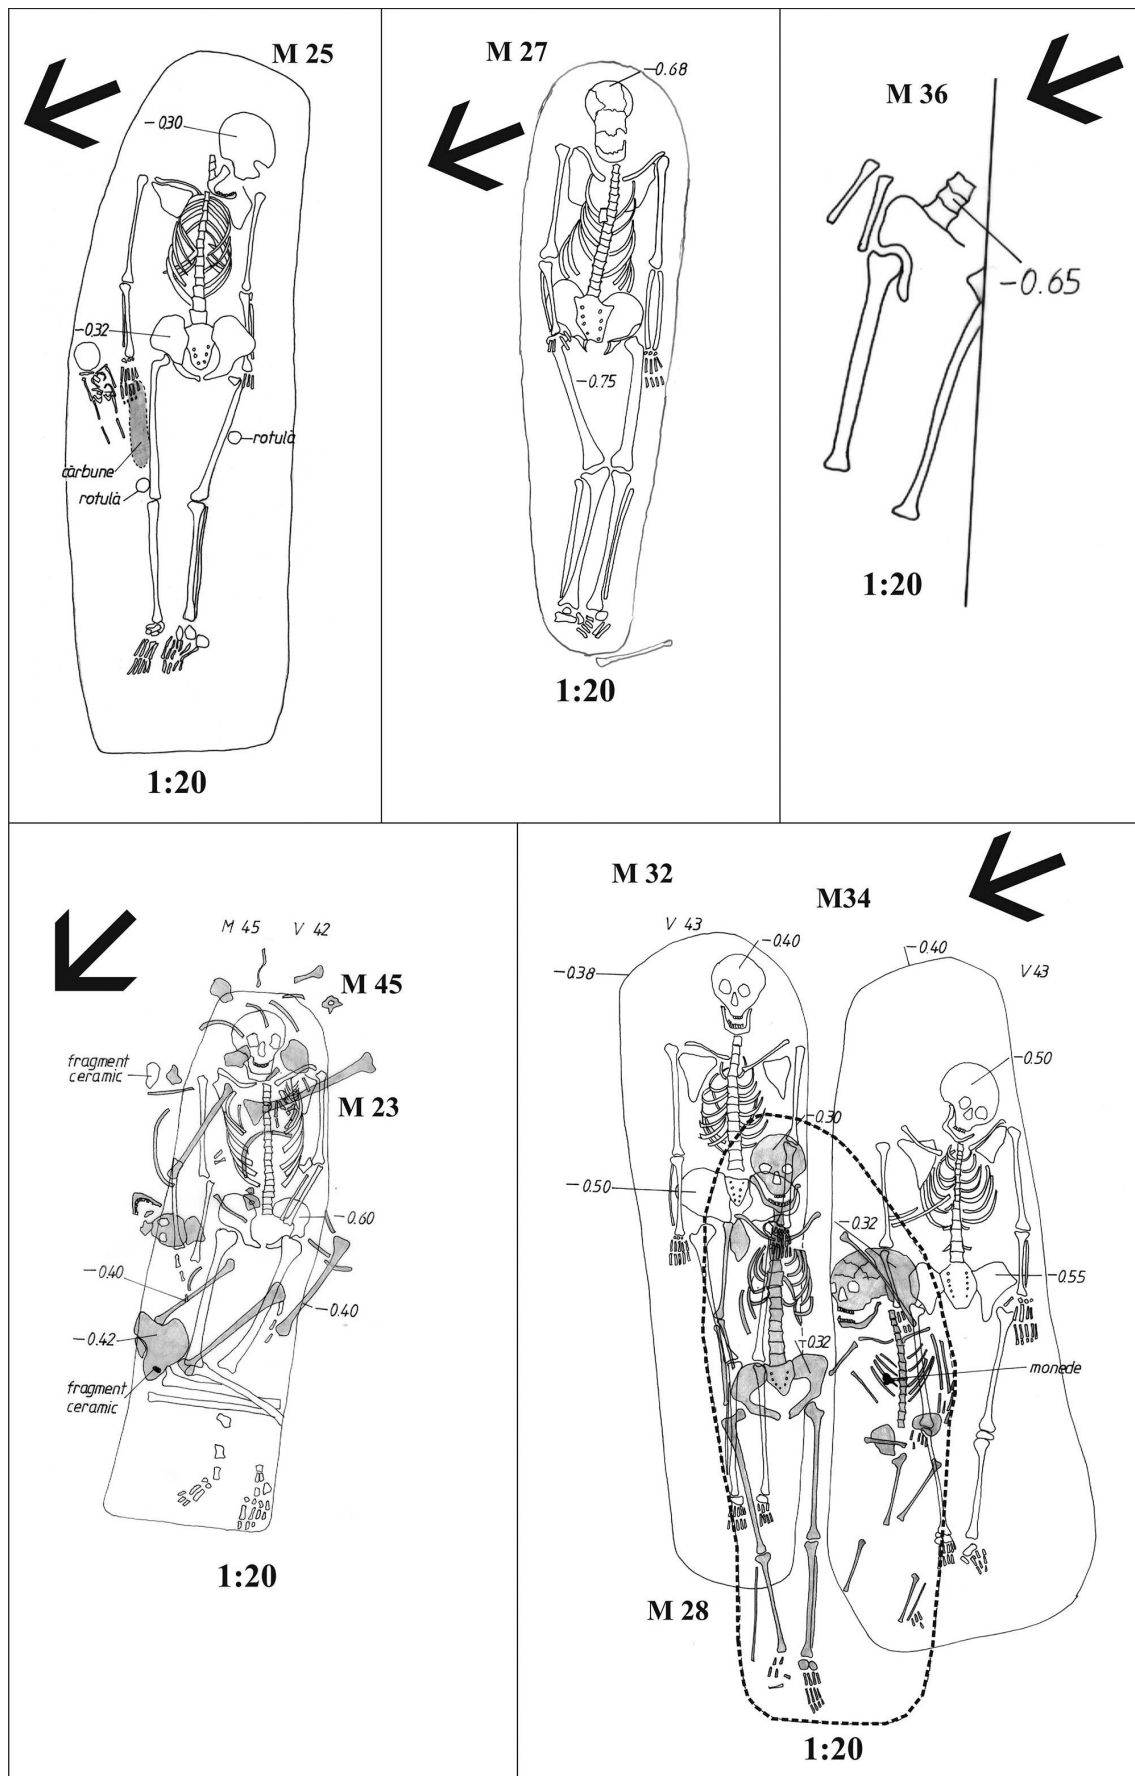 M 25
-0.30
-0.32
cărbune
rotulă
rotulă
1:20
M 27
-0.68
-0.75
1:20
M 36
-0.65
1:20
M 45 V 42
M 45
fragment
ceramic
M 23
-0.60
-0.40
-0.40
-0.42
fragment
ceramic
1:20
M 32
M34
V 43
-0.40
-0.38
-0.40
V 43
-0.50
-0.30
-0.50
-0.32
-0.55
-0.32
monede
M 28
1:20